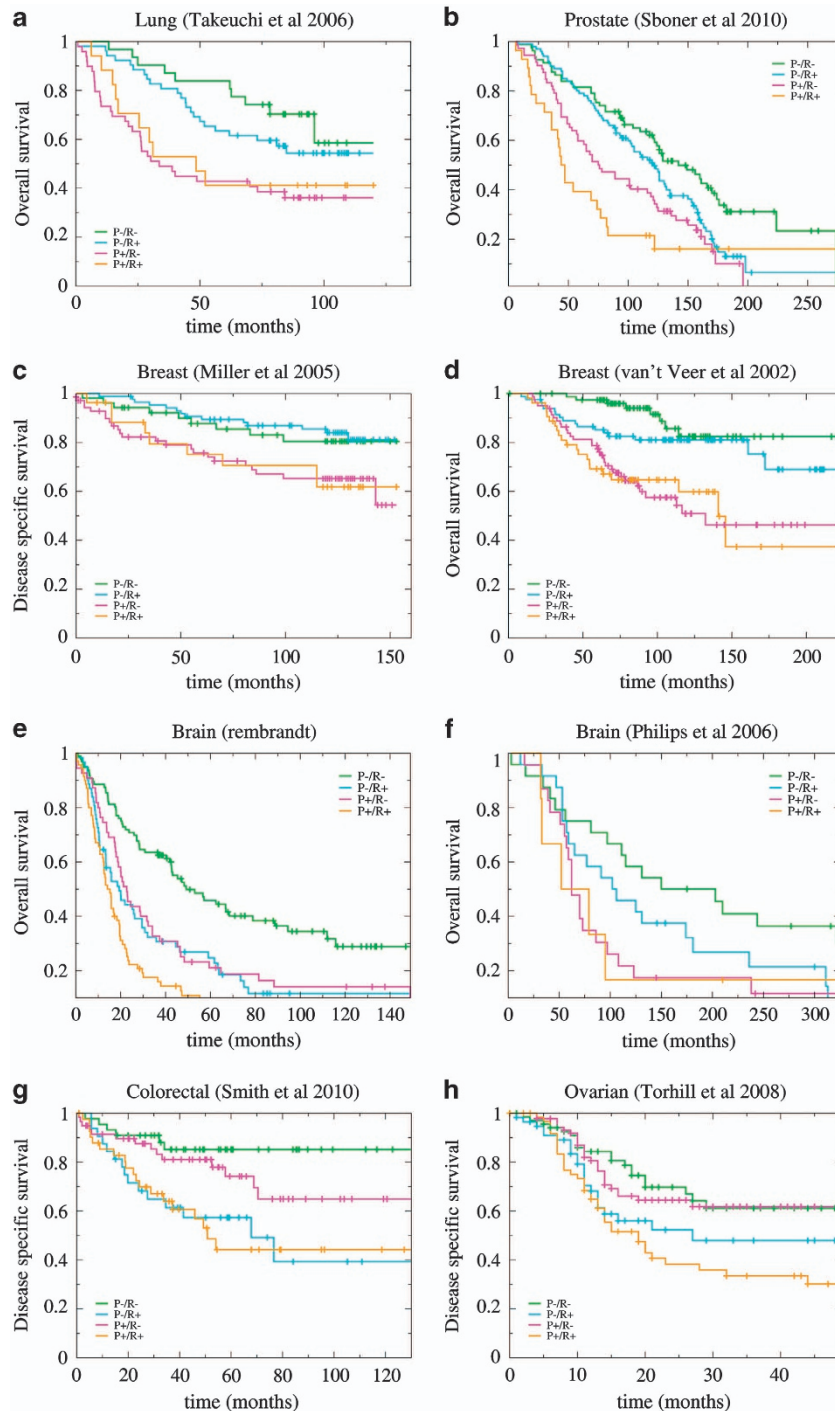 a Lung (Takeuchi et al 2006)
Overall survival
1
0.8
0.6
0.4
0.2
0
P-/R-
P-/R+
P+/R-
P+/R+
0 50 100
time (months)
b Prostate (Sboner et al 2010)
Overall survival
1
0.8
0.6
0.4
0.2
P-/R-
P-/R+
P+/R-
P+/R+
0 50 100 150 200 250
time (months)
c Breast (Miller et al 2005)
Disease specific survival
1
0.8
0.6
0.4
0.2
0
P-/R-
P-/R+
P+/R-
P+/R+
0 50 100 150
time (months)
d Breast (van't Veer et al 2002)
Overall survival
1
0.8
0.6
0.4
0.2
0
P-/R-
P-/R+
P+/R-
P+/R+
0 50 100 150 200
time (months)
e Brain (rembrandt)
Overall survival
1
0.8
0.6
0.4
0.2
P-/R-
P-/R+
P+/R-
P+/R+
0 20 40 60 80 100 120 140
time (months)
f Brain (Philips et al 2006)
Overall survival
1
0.8
0.6
0.4
0.2
P-/R-
P-/R+
P+/R-
P+/R+
0 50 100 150 200 250 300
time (months)
g Colorectal (Smith et al 2010)
Disease specific survival
1
0.8
0.6
0.4
0.2
0
P-/R-
P-/R+
P+/R-
P+/R+
0 20 40 60 80 100 120
time (months)
h Ovarian (Torhill et al 2008)
Disease specific survival
1
0.8
0.6
0.4
0.2
0
P-/R-
P-/R+
P+/R-
P+/R+
0 10 20 30 40
time (months)